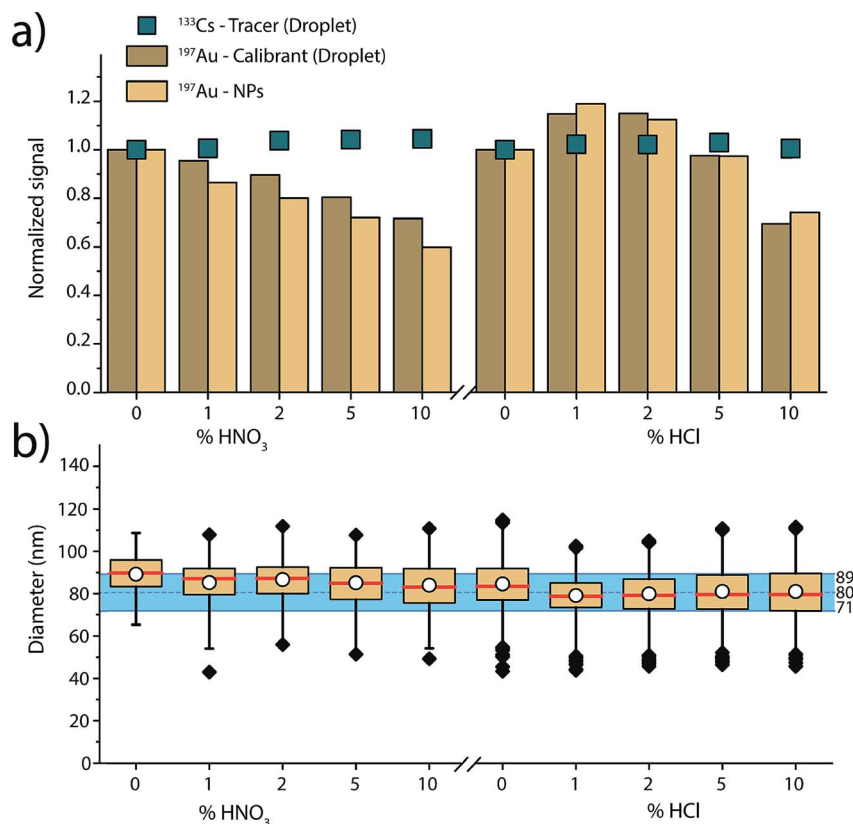 a)
¹³³Cs - Tracer (Droplet)
¹⁹⁷Au - Calibrant (Droplet)
¹⁹⁷Au - NPs
Normalized signal
1.2
1.0
0.8
0.6
0.4
0.2
0.0
0 1 2 5 10 0 1 2 5 10
% HNO₃ % HCl
b)
Diameter (nm)
140
120
100
80
60
40
20
0
89
80
71
0 1 2 5 10 0 1 2 5 10
% HNO₃ % HCl